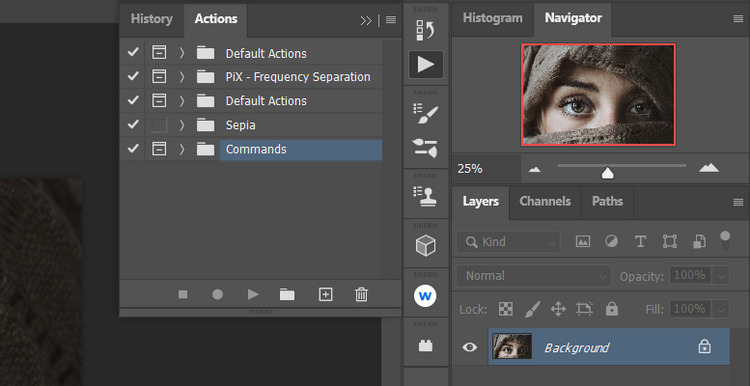 History Actions
Default Actions
PiX - Frequency Separation
Default Actions
Sepia
Commands
w
Histogram Navigator
25%
Layers Channels Paths
Kind
Normal Opacity: 100%
Lock: Fill: 100%
Background